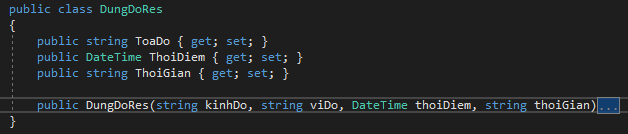 public class DungDoRes
{
public string ToaDo { get; set; }
public DateTime ThoiDiem { get; set; }
public string ThoiGian { get; set; }
public DungDoRes(string kinhDo, string viDo, DateTime thoiDiem, string thoiGian)...
}